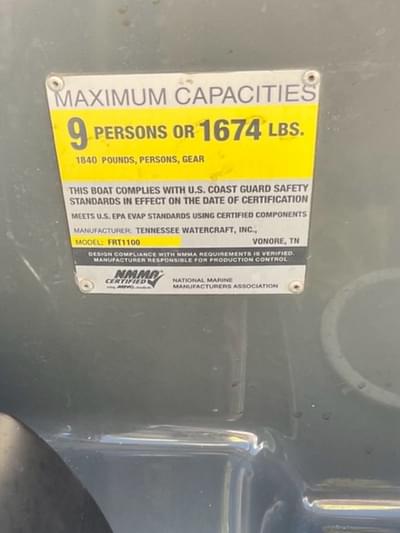 MAXIMUM CAPACITIES
9 PERSONS OR 1674 LBS.
1840 POUNDS, PERSONS, GEAR
THIS BOAT COMPLIES WITH U.S. COAST GUARD SAFETY
STANDARDS IN EFFECT ON THE DATE OF CERTIFICATION
MEETS U.S. EPA EVAP STANDARDS USING CERTIFIED COMPONENTS
MANUFACTURER: TENNESSEE WATERCRAFT, INC.,
MODEL: FRT1100 VONORE, TN
DESIGN COMPLIANCE WITH NMMA REQUIREMENTS IS VERIFIED.
MANUFACTURER RESPONSIBLE FOR PRODUCTION CONTROL
NMMA
CERTIFIED
NATIONAL MARINE
MANUFACTURERS ASSOCIATION